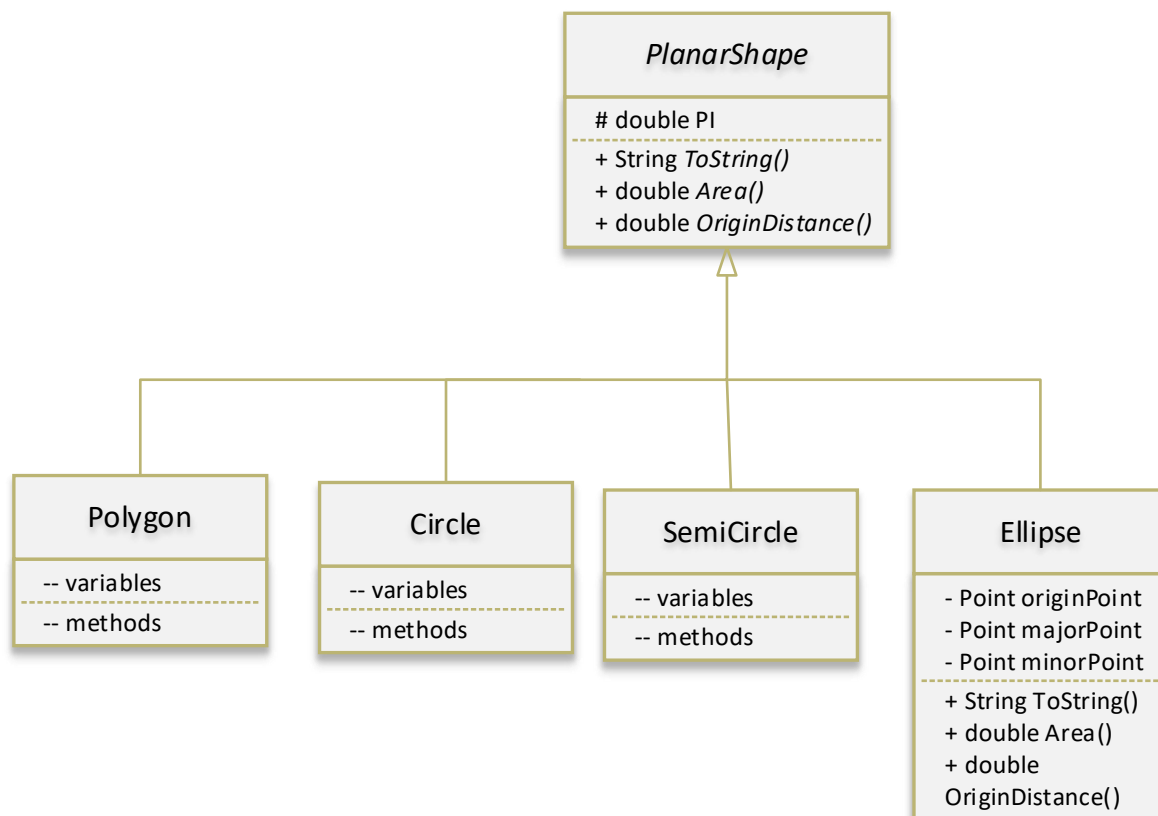 PlanarShape
# double PI
+ String ToString()
+ double Area()
+ double OriginDistance()
Polygon
-- variables
-- methods
Circle
-- variables
-- methods
SemiCircle
-- variables
-- methods
Ellipse
- Point originPoint
- Point majorPoint
- Point minorPoint
+ String ToString()
+ double Area()
+ double
OriginDistance()